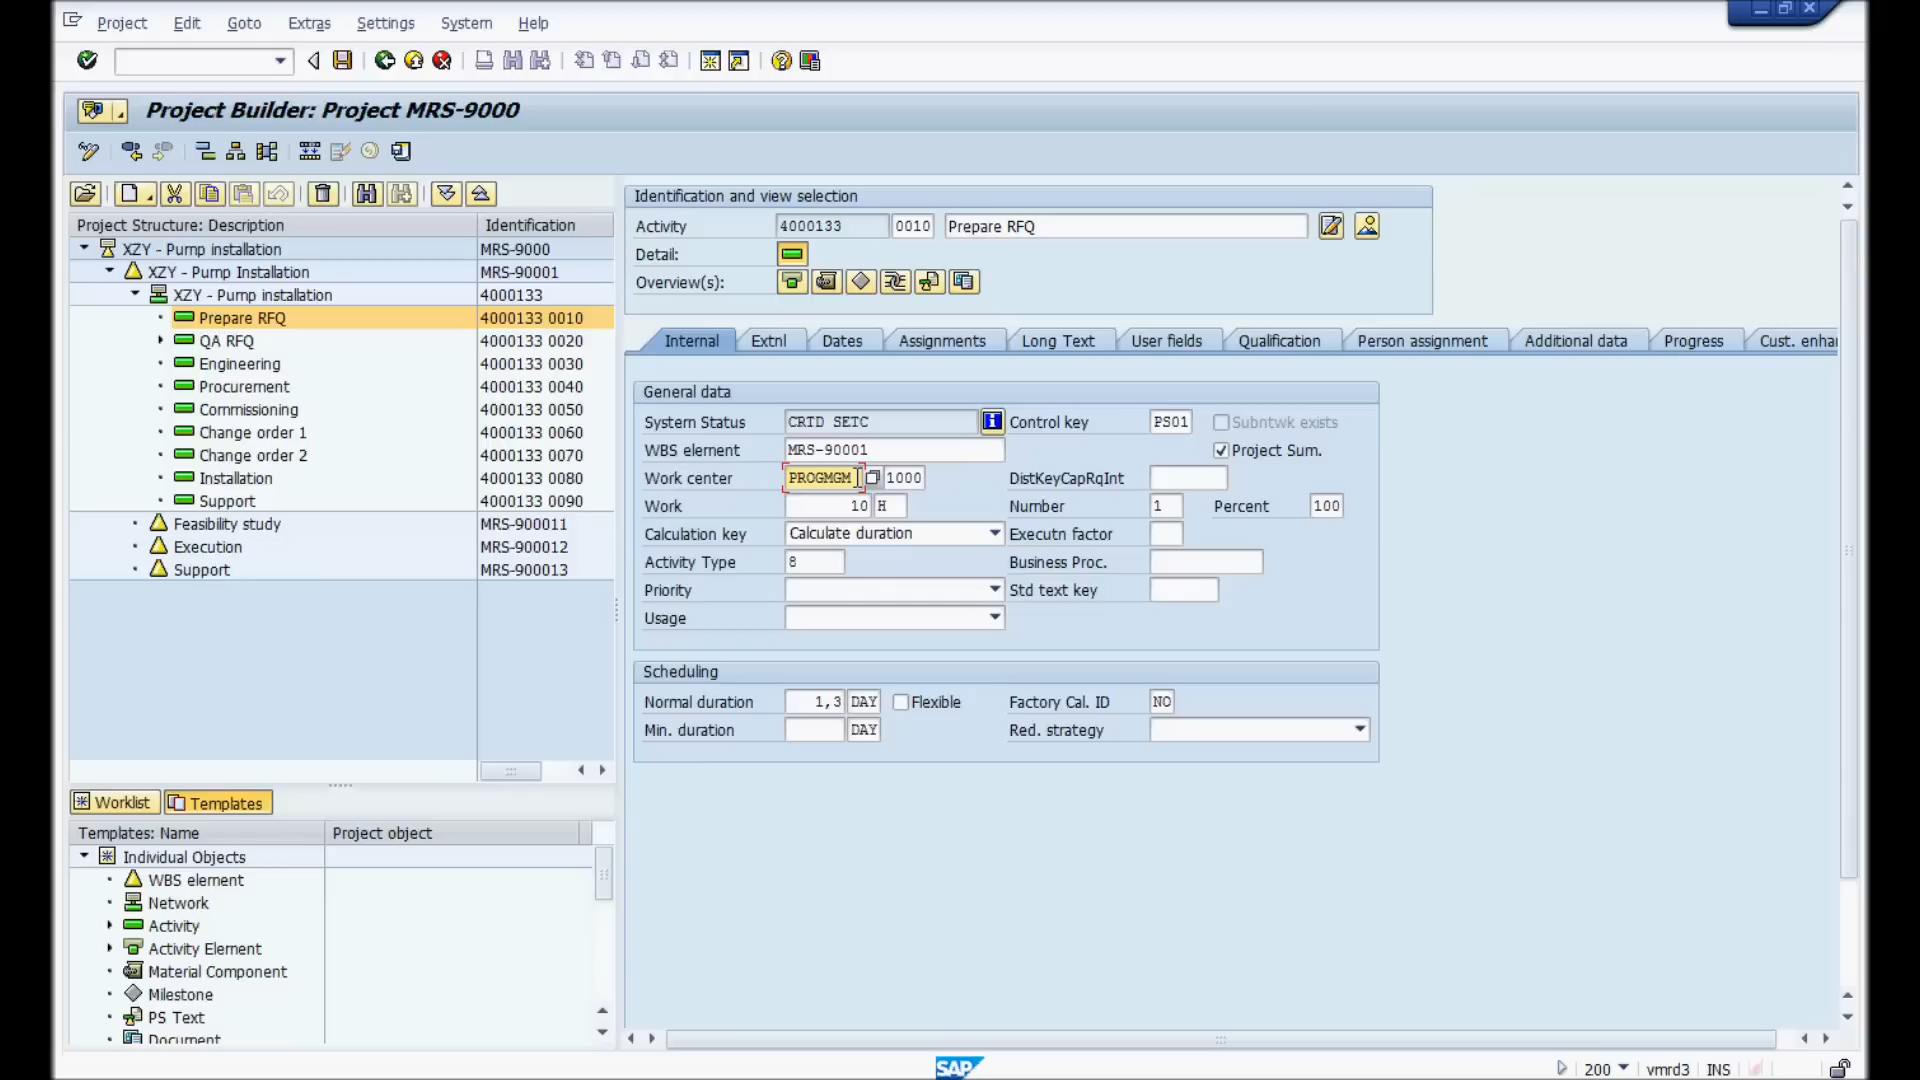 Project Edit Goto Extras Settings System Help
Project Builder: Project MRS-9000
Project Structure: Description Identification
XZY - Pump installation MRS-9000
XZY - Pump Installation MRS-90001
XZY - Pump installation 4000133
Prepare RFQ 4000133 0010
QA RFQ 4000133 0020
Engineering 4000133 0030
Procurement 4000133 0040
Commissioning 4000133 0050
Change order 1 4000133 0060
Change order 2 4000133 0070
Installation 4000133 0080
Support 4000133 0090
Feasibility study MRS-900011
Execution MRS-900012
Support MRS-900013
Worklist Templates
Templates: Name Project object
Individual Objects
WBS element
Network
Activity
Activity Element
Material Component
Milestone
PS Text
Document
Identification and view selection
Activity 4000133 0010 Prepare RFQ
Detail:
Overview(s):
Internal Extnl Dates Assignments Long Text User fields Qualification Person assignment Additional data Progress Cust. enha
General data
System Status CRTD SETC Control key PS01 Subntwk exists
WBS element MRS-90001 Project Sum.
Work center PROGMGM 1000 DistKeyCapRqInt
Work 10 H Number 1 Percent 100
Calculation key Calculate duration Executn factor
Activity Type 8 Business Proc.
Priority Std text key
Usage
Scheduling
Normal duration 1,3 DAY Flexible Factory Cal. ID NO
Min. duration DAY Red. strategy
SAP 200 vmrd3 INS